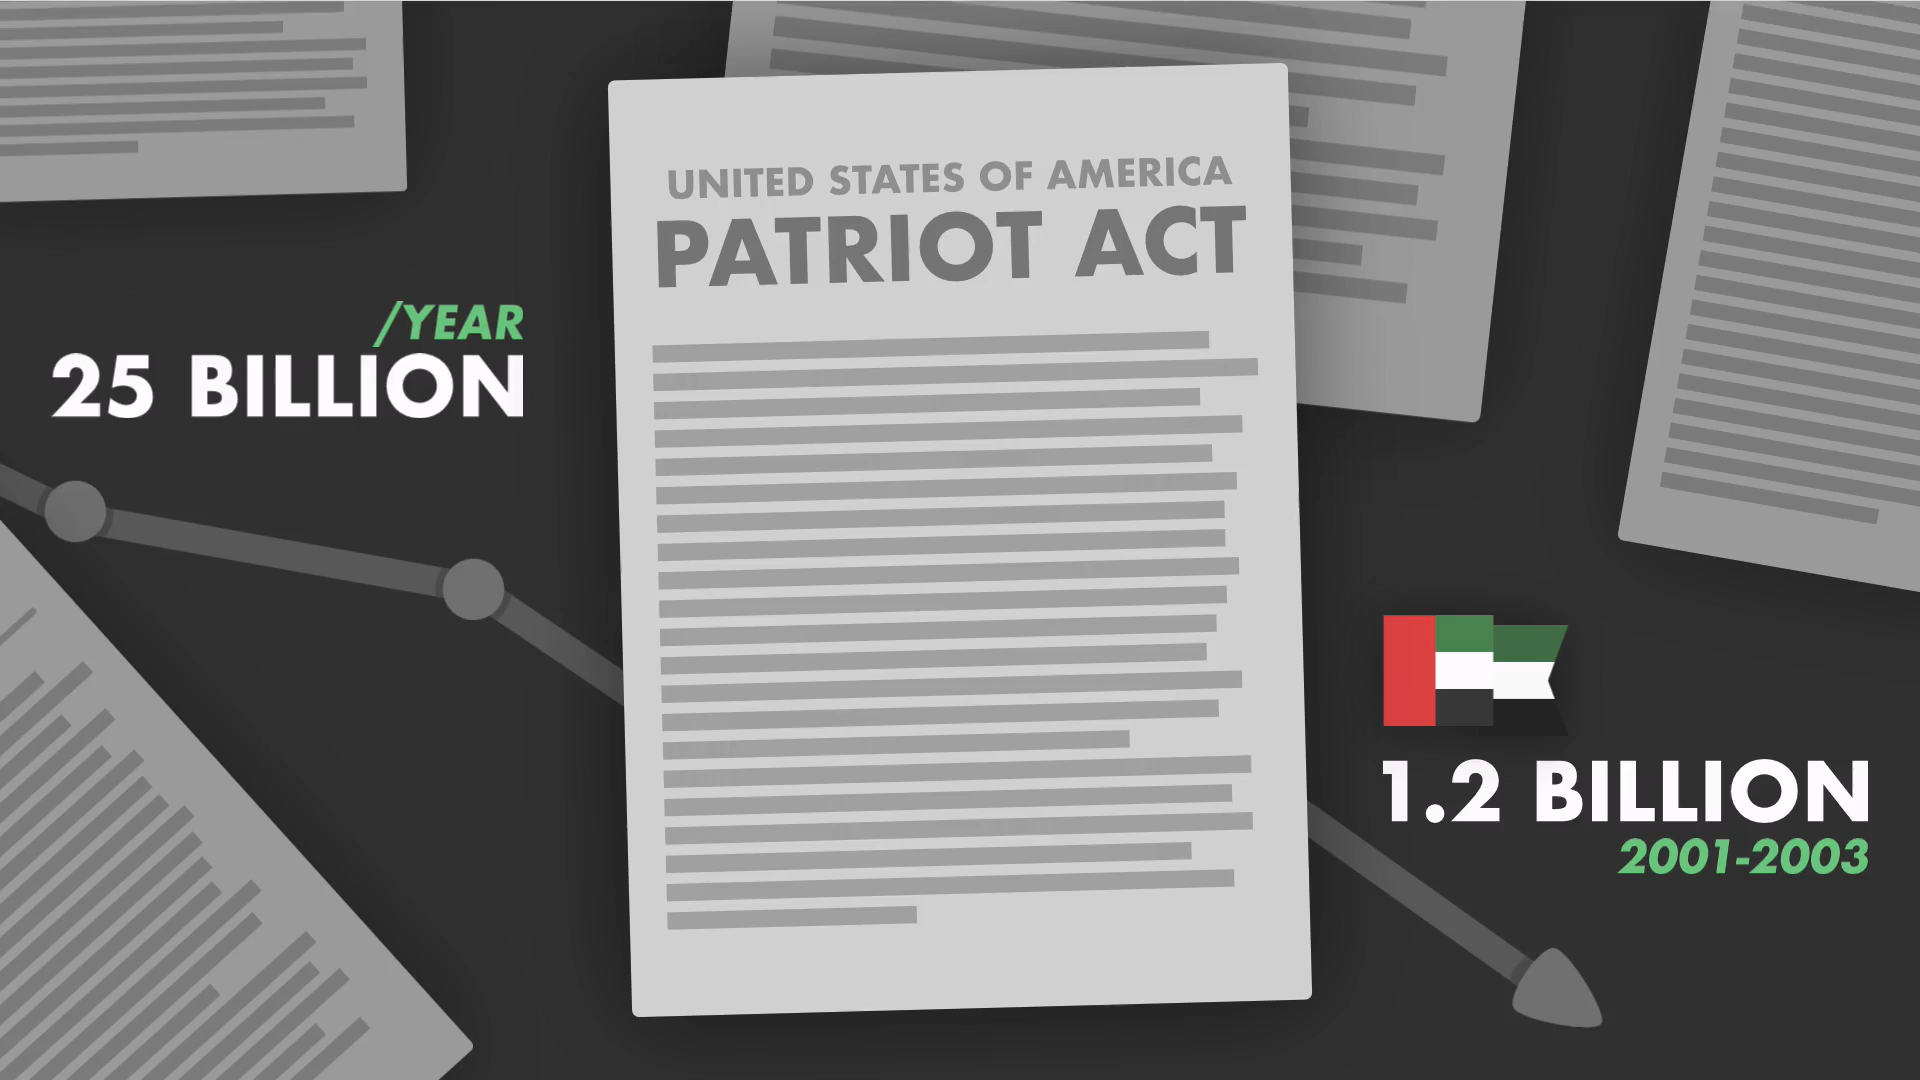 UNITED STATES OF AMERICA
PATRIOT ACT
/YEAR
25 BILLION
1.2 BILLION
2001-2003